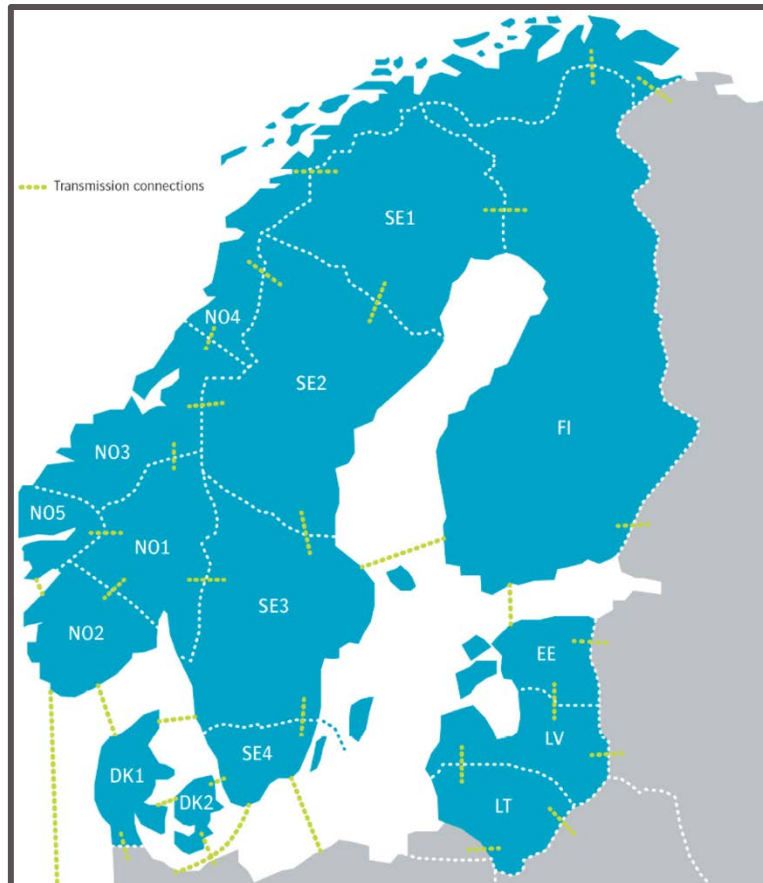 Transmission connections
SE1
NO4
SE2
NO3
FI
NO5
NO1
SE3
NO2
EE
LV
SE4
DK1
DK2
LT